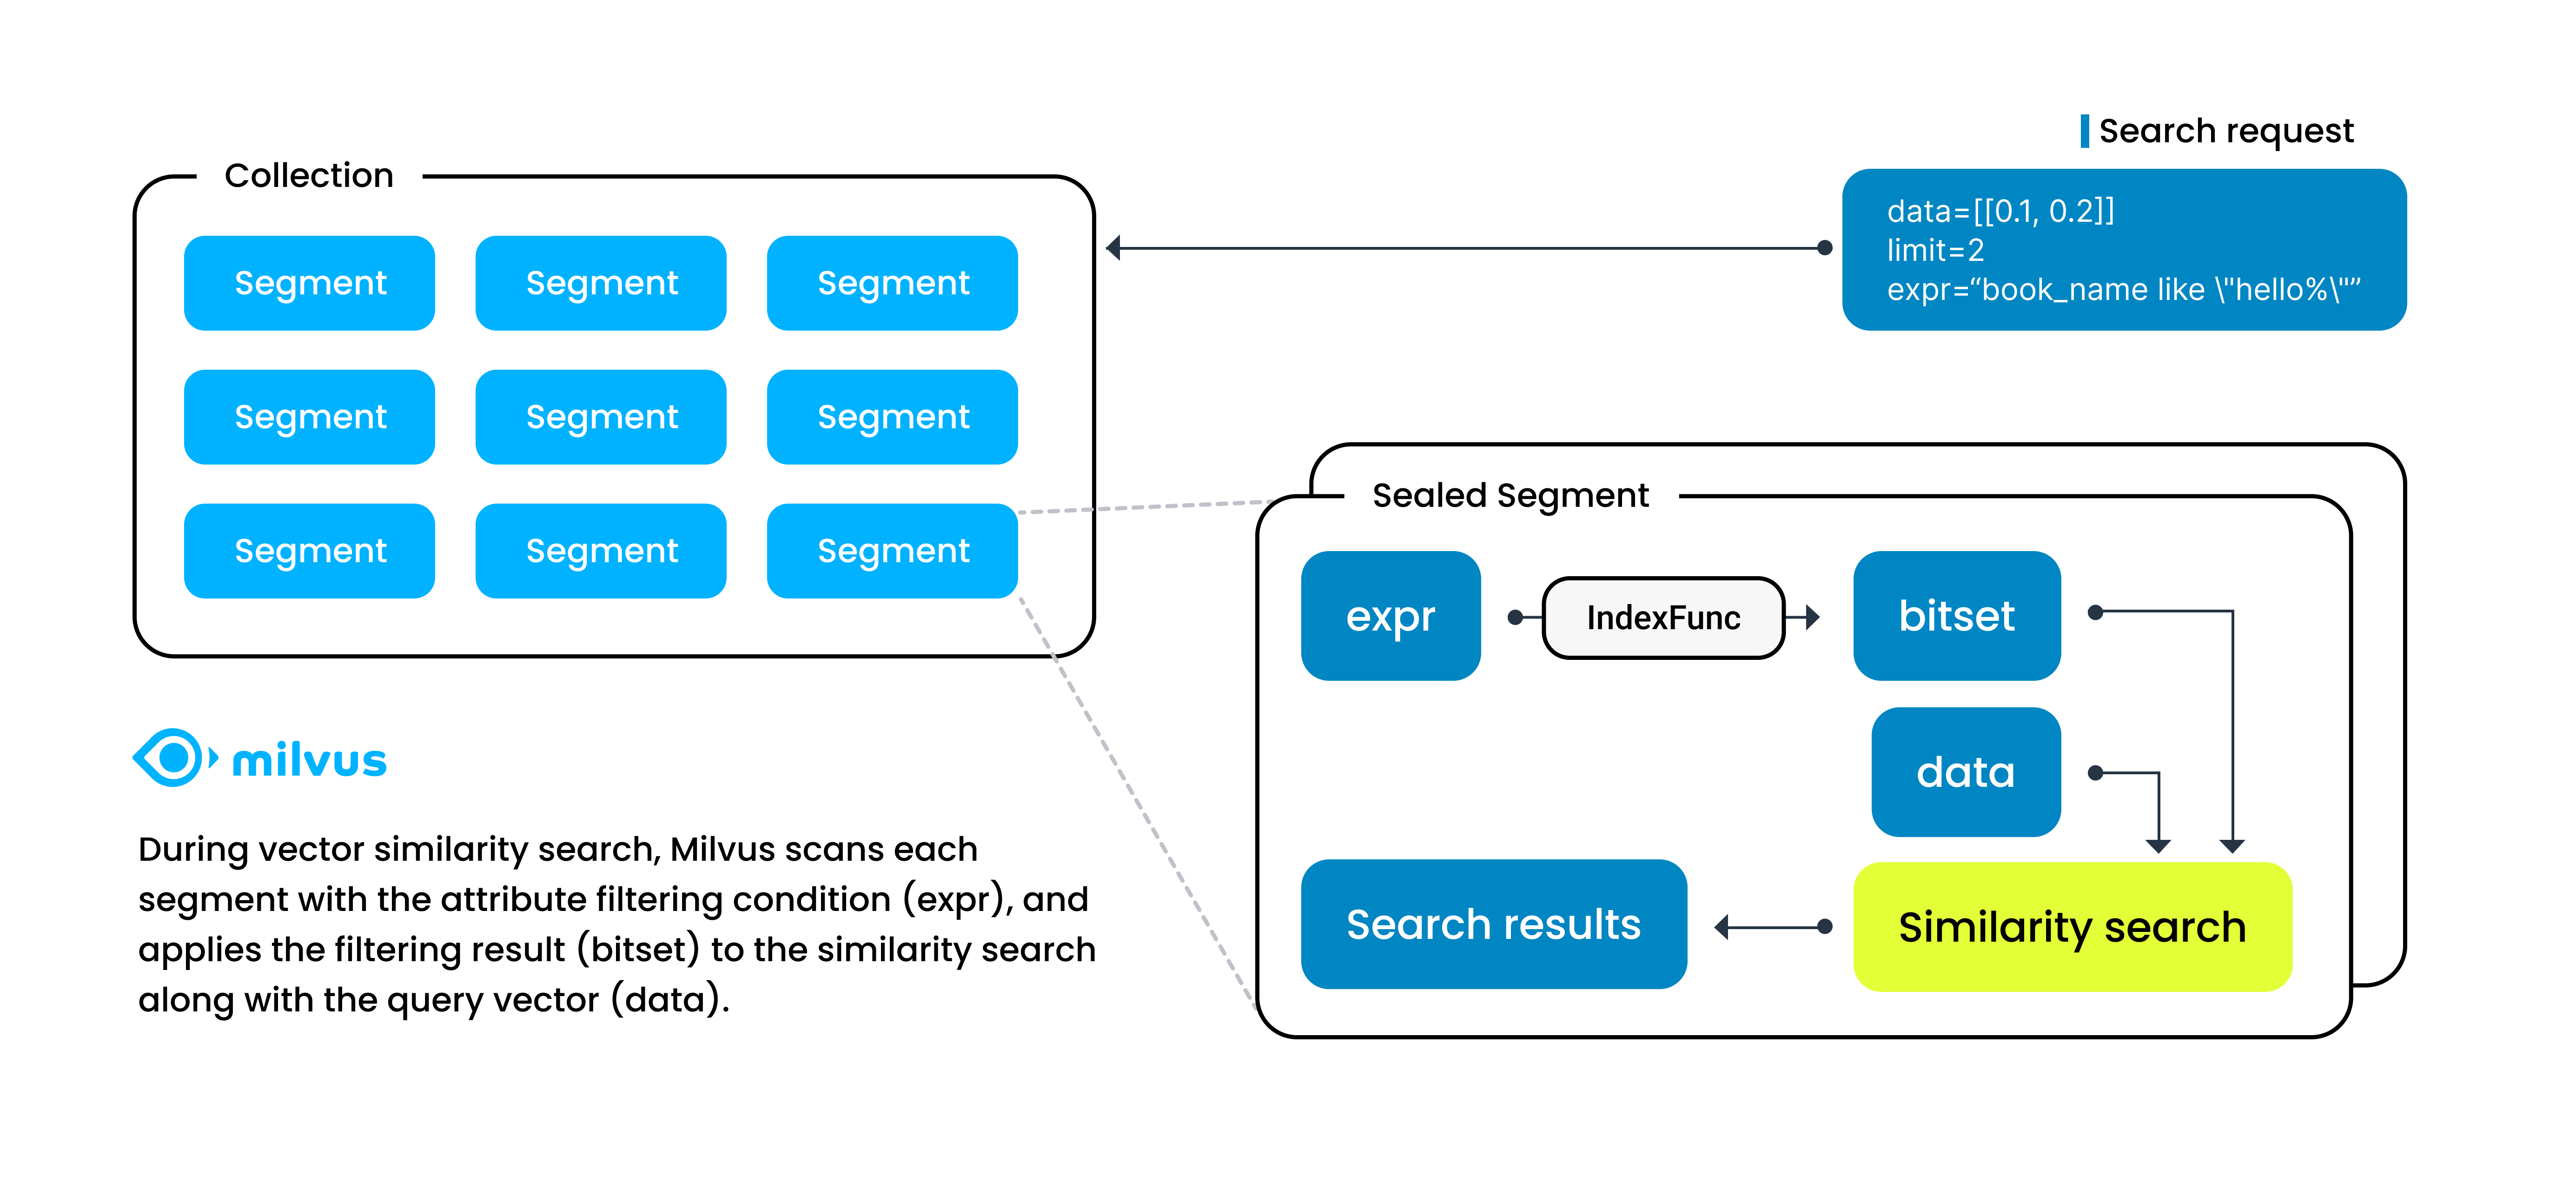 Search request
data=[[0.1, 0.2]]
limit=2
expr=“book_name like \"hello%\"”
Collection
Segment Segment Segment
Segment Segment Segment
Segment Segment Segment
Sealed Segment
expr IndexFunc bitset
data
Search results Similarity search
milvus
During vector similarity search, Milvus scans each
segment with the attribute filtering condition (expr), and
applies the filtering result (bitset) to the similarity search
along with the query vector (data).